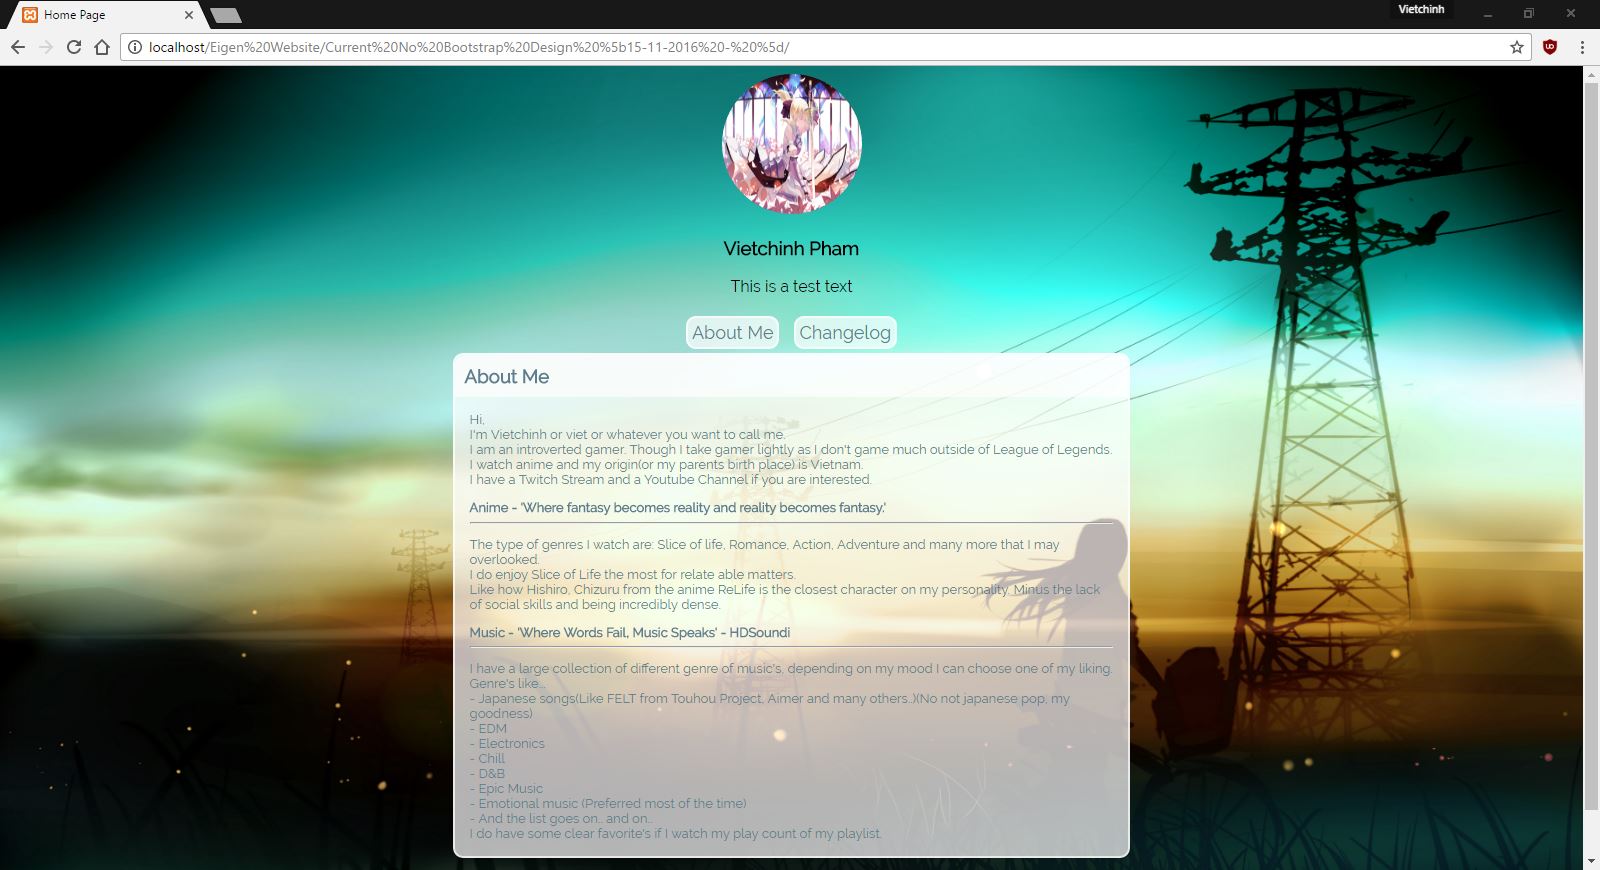 Home Page
Vietchinh
localhost/Eigen%20Website/Current%20No%20Bootstrap%20Design%20%5b15-11-2016%20-%20%5d/
Vietchinh Pham
This is a test text
About Me Changelog
About Me
Hi,
I'm Vietchinh or viet or whatever you want to call me.
I am an introverted gamer. Though I take gamer lightly as I don't game much outside of League of Legends.
I watch anime and my origin(or my parents birth place) is Vietnam.
I have a Twitch Stream and a Youtube Channel if you are interested.
Anime - 'Where fantasy becomes reality and reality becomes fantasy.'
The type of genres I watch are: Slice of life, Romance, Action, Adventure and many more that I may
overlooked.
I do enjoy Slice of Life the most for relate able matters.
Like how Hishiro, Chizuru from the anime ReLife is the closest character on my personality. Minus the lack
of social skills and being incredibly dense.
Music - 'Where Words Fail, Music Speaks' - HDSoundi
I have a large collection of different genre of music's, depending on my mood I can choose one of my liking.
Genre's like...
- Japanese songs(Like FELT from Touhou Project, Aimer and many others..)(No not japanese pop, my
goodness)
- EDM
- Electronics
- Chill
- D&B
- Epic Music
- Emotional music (Preferred most of the time)
- And the list goes on.. and on..
I do have some clear favorite's if I watch my play count of my playlist.